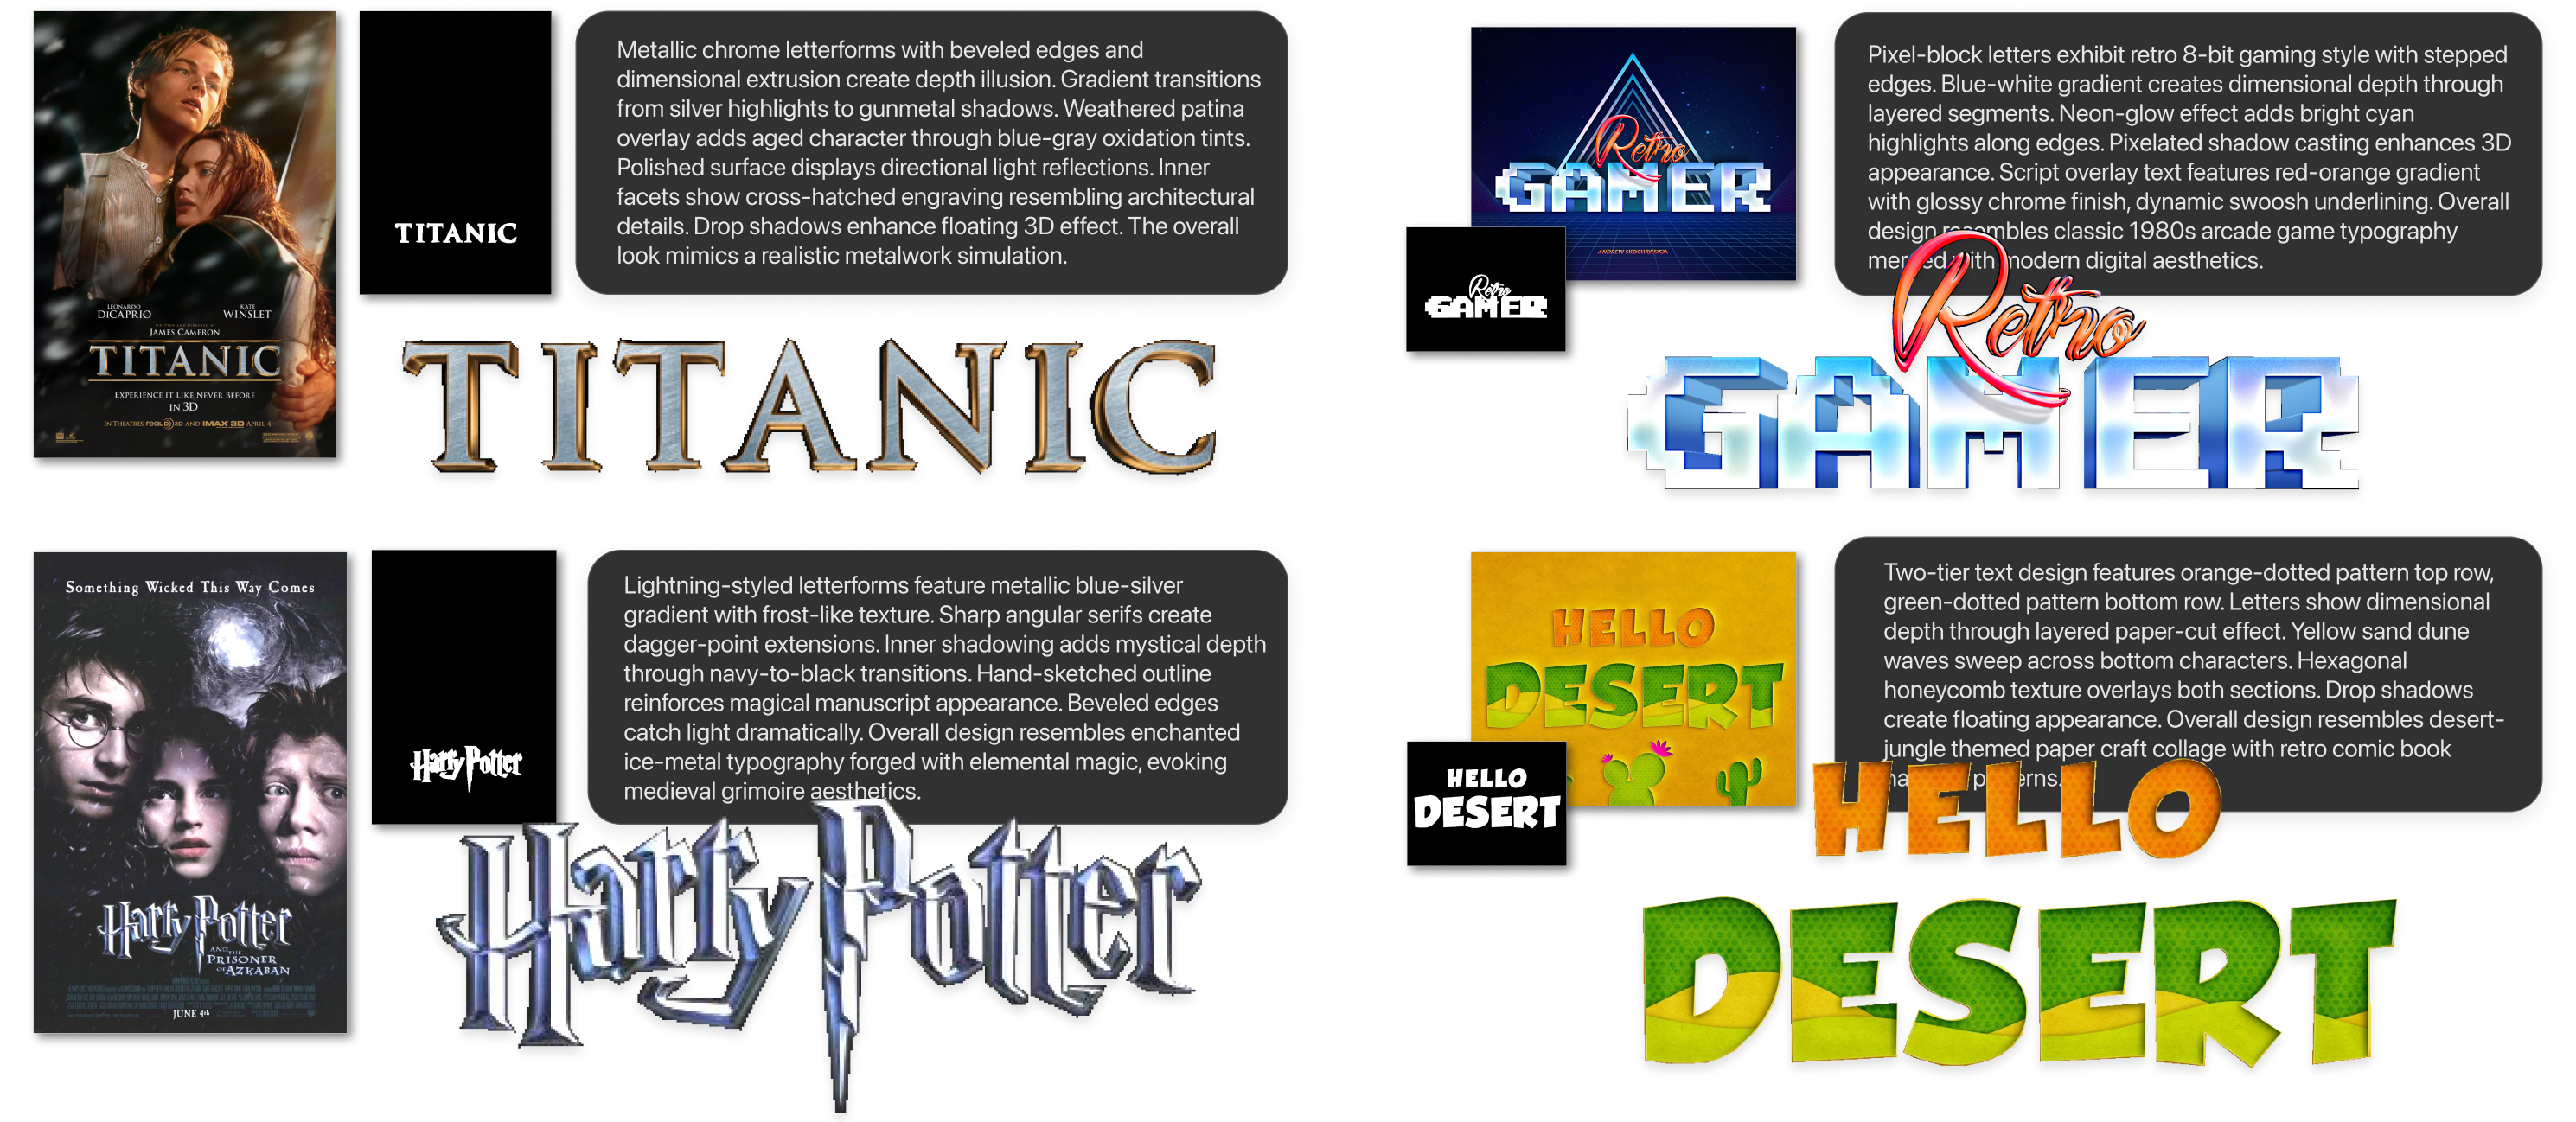 LEONARDO
DICAPRIO
KATE
WINSLET
JAMES CAMERON
TITANIC
EXPERIENCE IT LIKE NEVER BEFORE
IN 3D
IN THEATRES, REALD 3D AND IMAX 3D APRIL 4
TITANIC
Metallic chrome letterforms with beveled edges and
dimensional extrusion create depth illusion. Gradient transitions
from silver highlights to gunmetal shadows. Weathered patina
overlay adds aged character through blue-gray oxidation tints.
Polished surface displays directional light reflections. Inner
facets show cross-hatched engraving resembling architectural
details. Drop shadows enhance floating 3D effect. The overall
look mimics a realistic metalwork simulation.
TITANIC
Retro
GAMER
ANDREW SKOCH DESIGN
Retro
GAMER
Pixel-block letters exhibit retro 8-bit gaming style with stepped
edges. Blue-white gradient creates dimensional depth through
layered segments. Neon-glow effect adds bright cyan
highlights along edges. Pixelated shadow casting enhances 3D
appearance. Script overlay text features red-orange gradient
with glossy chrome finish, dynamic swoosh underlining. Overall
design resembles classic 1980s arcade game typography
merged with modern digital aesthetics.
Retro
GAMER
Something Wicked This Way Comes
Harry Potter
AND THE
PRISONER
OF AZKABAN
JUNE 4th
Harry Potter
Lightning-styled letterforms feature metallic blue-silver
gradient with frost-like texture. Sharp angular serifs create
dagger-point extensions. Inner shadowing adds mystical depth
through navy-to-black transitions. Hand-sketched outline
reinforces magical manuscript appearance. Beveled edges
catch light dramatically. Overall design resembles enchanted
ice-metal typography forged with elemental magic, evoking
medieval grimoire aesthetics.
Harry Potter
HELLO
DESERT
HELLO
DESERT
Two-tier text design features orange-dotted pattern top row,
green-dotted pattern bottom row. Letters show dimensional
depth through layered paper-cut effect. Yellow sand dune
waves sweep across bottom characters. Hexagonal
honeycomb texture overlays both sections. Drop shadows
create floating appearance. Overall design resembles desert-
jungle themed paper craft collage with retro comic book
HELLO
DESERT